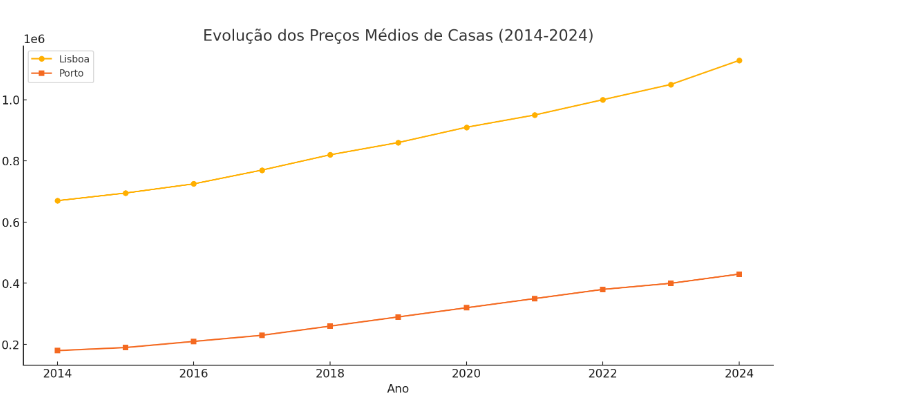 Evolução dos Preços Médios de Casas (2014-2024)
1e6
Lisboa
Porto
1.0
0.8
0.6
0.4
0.2
2014 2016 2018 2020 2022 2024
Ano